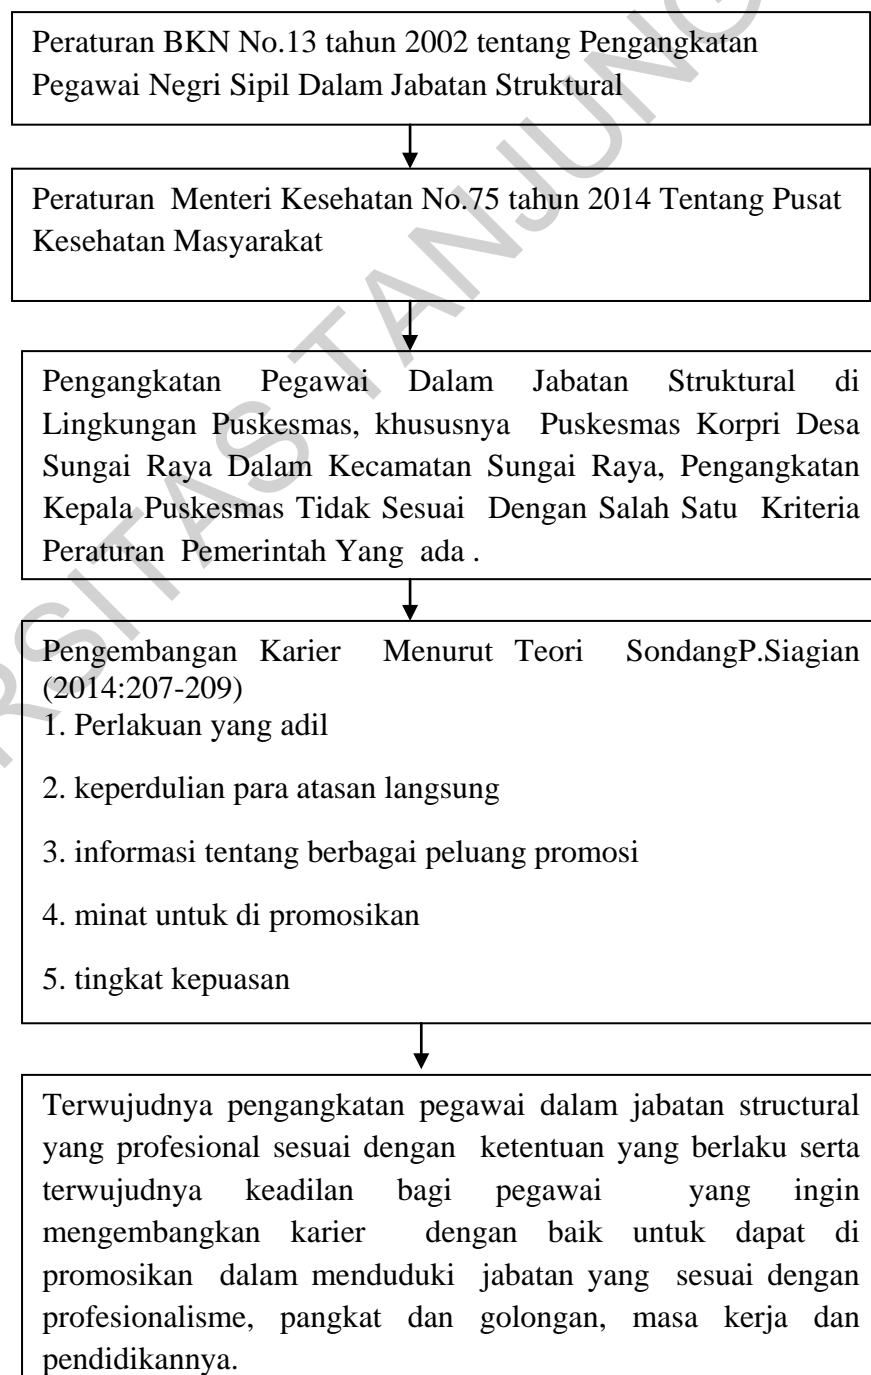 Peraturan BKN No.13 tahun 2002 tentang Pengangkatan
Pegawai Negri Sipil Dalam Jabatan Struktural
Peraturan Menteri Kesehatan No.75 tahun 2014 Tentang Pusat
Kesehatan Masyarakat
Pengangkatan Pegawai Dalam Jabatan Struktural di
Lingkungan Puskesmas, khususnya Puskesmas Korpri Desa
Sungai Raya Dalam Kecamatan Sungai Raya, Pengangkatan
Kepala Puskesmas Tidak Sesuai Dengan Salah Satu Kriteria
Peraturan Pemerintah Yang ada .
Pengembangan Karier Menurut Teori SondangP.Siagian
(2014:207-209)
1. Perlakuan yang adil
2. keperdulian para atasan langsung
3. informasi tentang berbagai peluang promosi
4. minat untuk di promosikan
5. tingkat kepuasan
Terwujudnya pengangkatan pegawai dalam jabatan structural
yang profesional sesuai dengan ketentuan yang berlaku serta
terwujudnya keadilan bagi pegawai yang ingin
mengembangkan karier dengan baik untuk dapat di
promosikan dalam menduduki jabatan yang sesuai dengan
profesionalisme, pangkat dan golongan, masa kerja dan
pendidikannya.
RSITAS TANJUNG